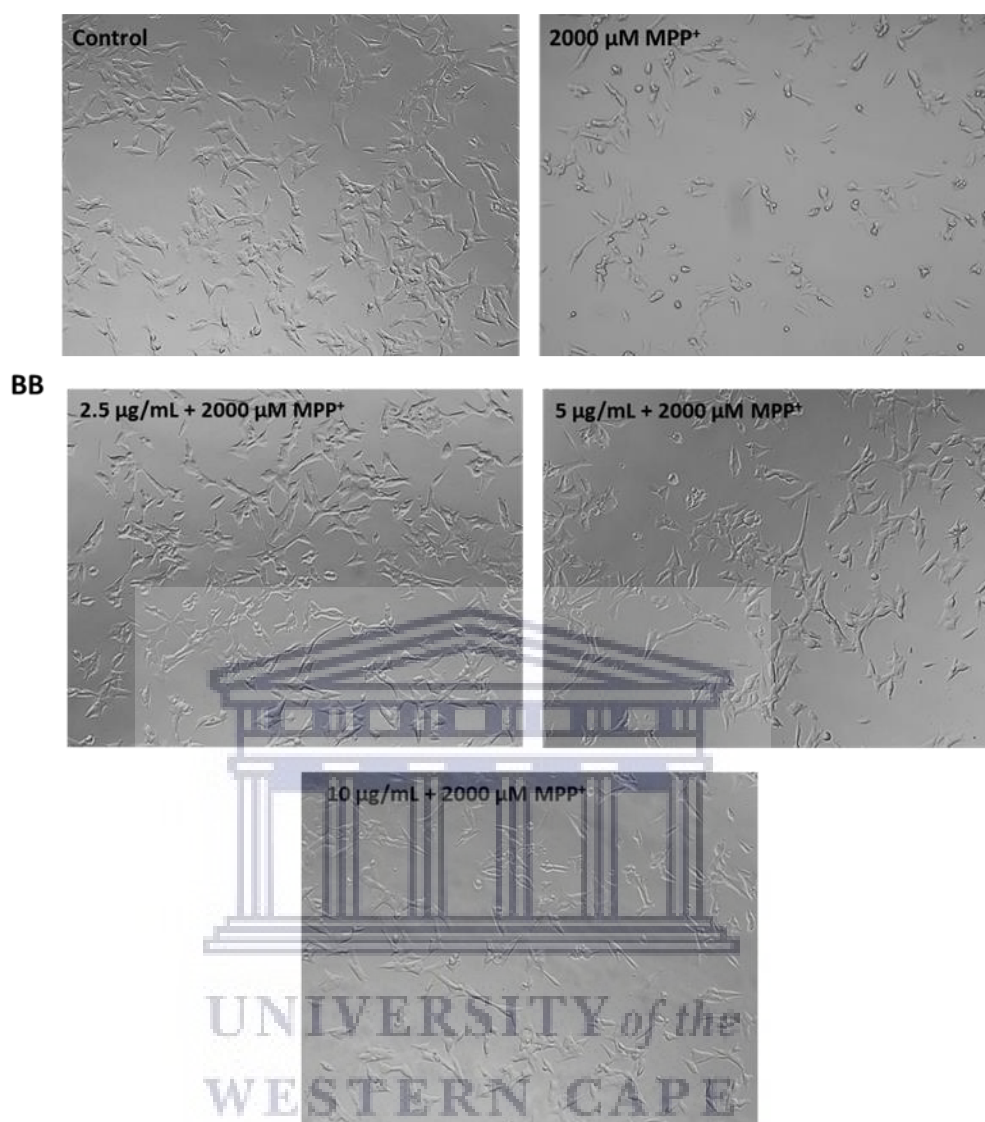 Control
2000 µM MPP⁺
BB
2.5 µg/mL + 2000 µM MPP⁺
5 µg/mL + 2000 µM MPP⁺
10 µg/mL + 2000 µM MPP⁺
UNIVERSITY of the
WESTERN CAPE